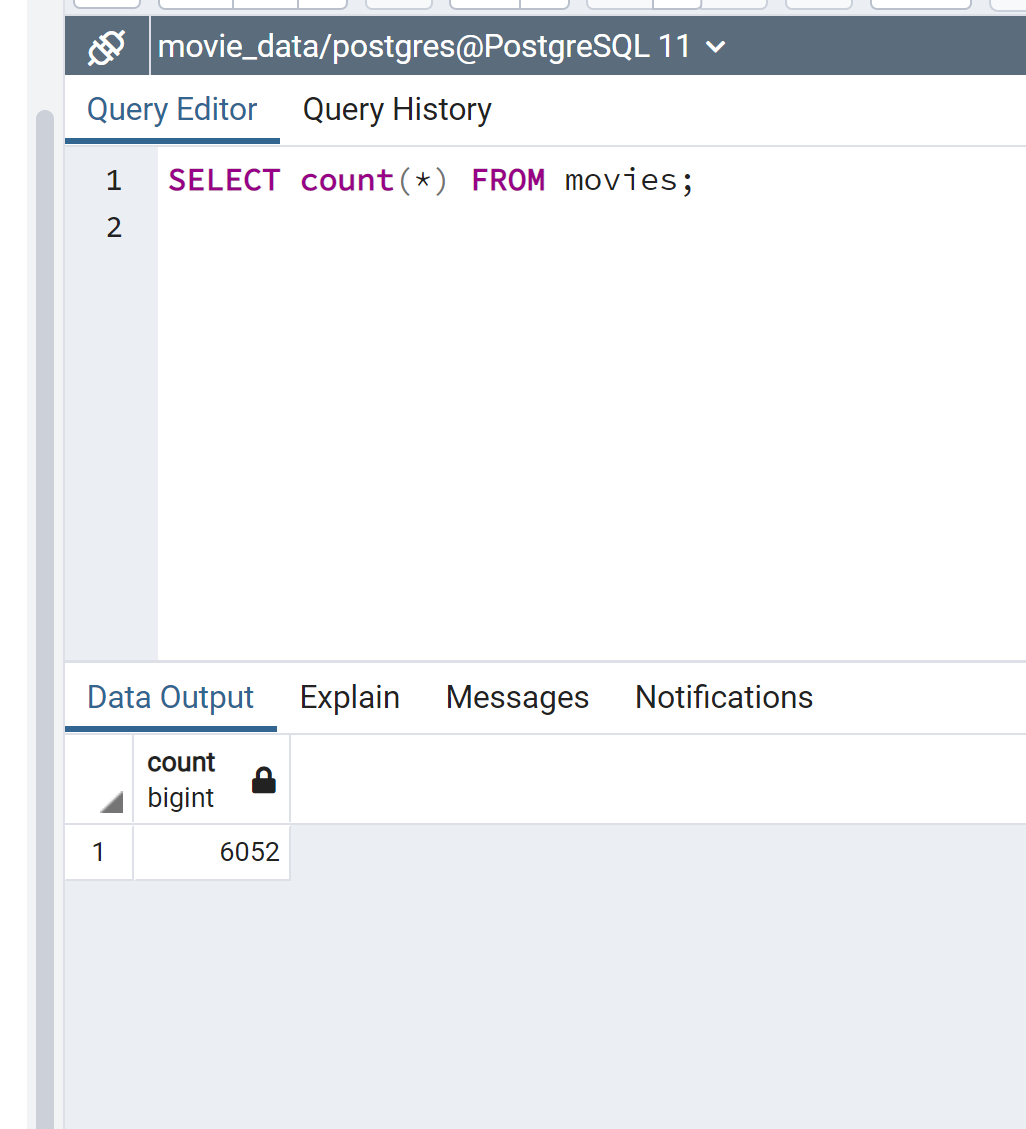 movie_data/postgres@PostgreSQL 11
Query Editor Query History
1 SELECT count(*) FROM movies;
2
Data Output Explain Messages Notifications
count
bigint
1 6052